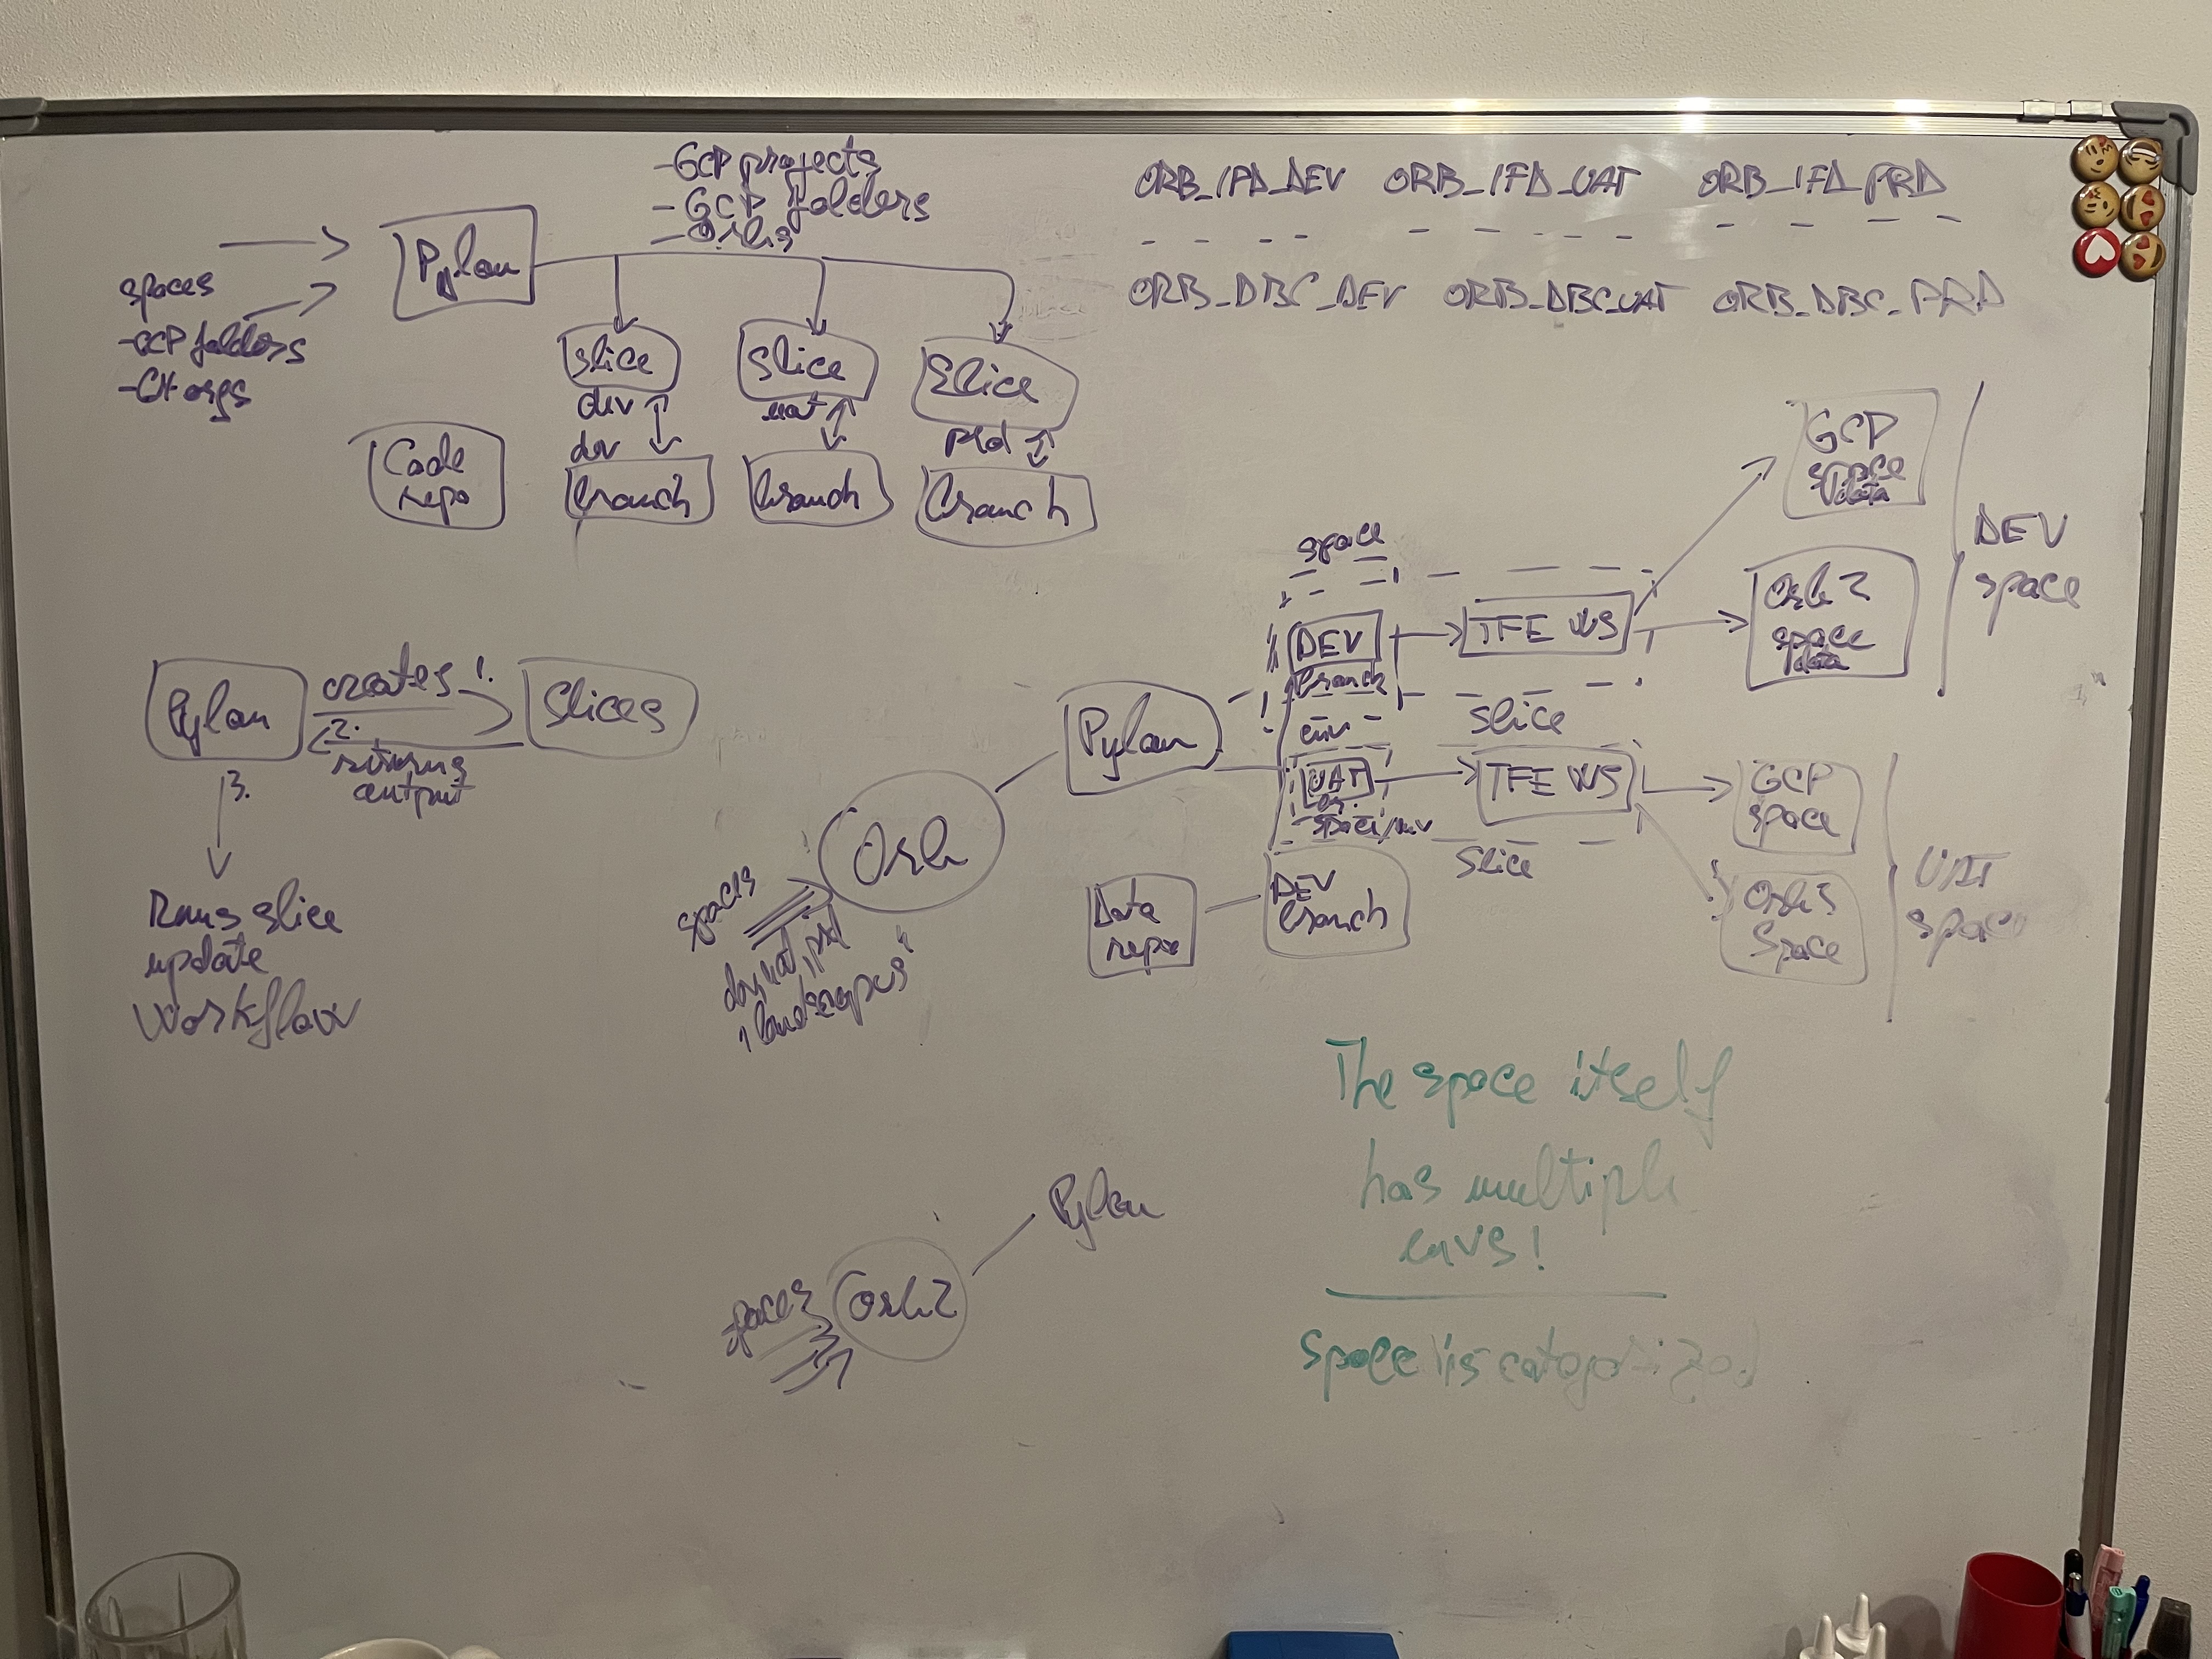 -GCP projects
-GCP folders
-Orbs
Pylon
spaces
-GCP folders
-GH orgs
slice
slice
Slice
dev
uat
prd
dev
branch
branch
branch
Code
repo
ORB_IFD_DEV ORB_IFD_UAT ORB_IFD_PRD
ORB_DBC_DEV ORB_DBC_UAT ORB_DBC_PRD
Pylon
creates 1.
Slices
2.
returns
output
3.
Runs slice
update
Workflow
Orb
spaces
dev, uat, prd
"landscapes"
Pylon
space
DEV
branch
env
TFE WS
slice
UAT
space/env
TFE WS
slice
Data
repo
DEV
branch
GCP
space
data
Orb 2
space
data
DEV
space
GCP
space
Orb 3
Space
UAT
space
The space itself
has multiple
envs!
space is categorized
Pylon
Orb2
spaces